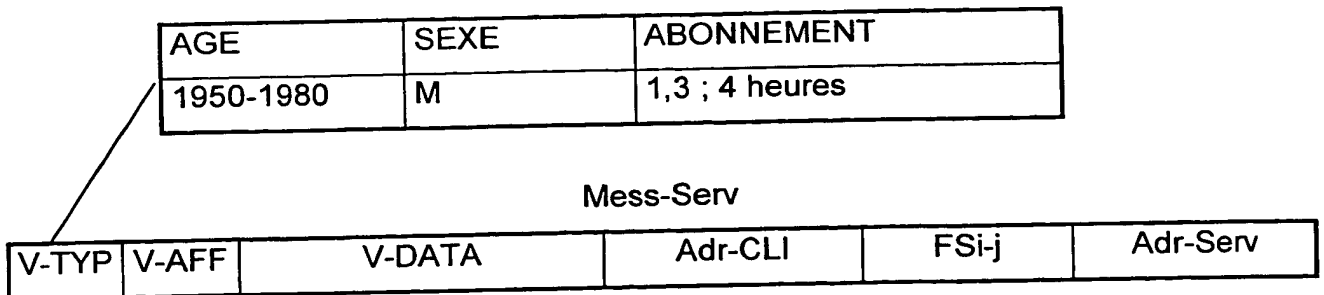 AGE SEXE ABONNEMENT
1950-1980 M 1,3 ; 4 heures
Mess-Serv
V-TYP V-AFF V-DATA Adr-CLI FSi-j Adr-Serv